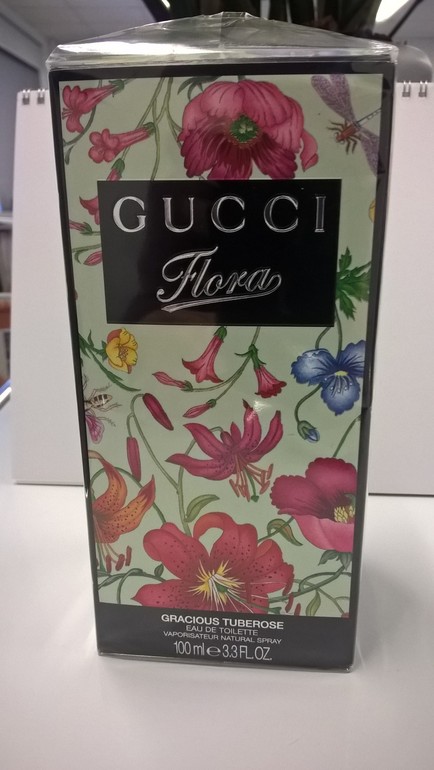 GUCCI
Flora
GRACIOUS TUBEROSE
EAU DE TOILETTE
VAPORISATEUR NATURAL SPRAY
100 ml e 3.3 FL.OZ.